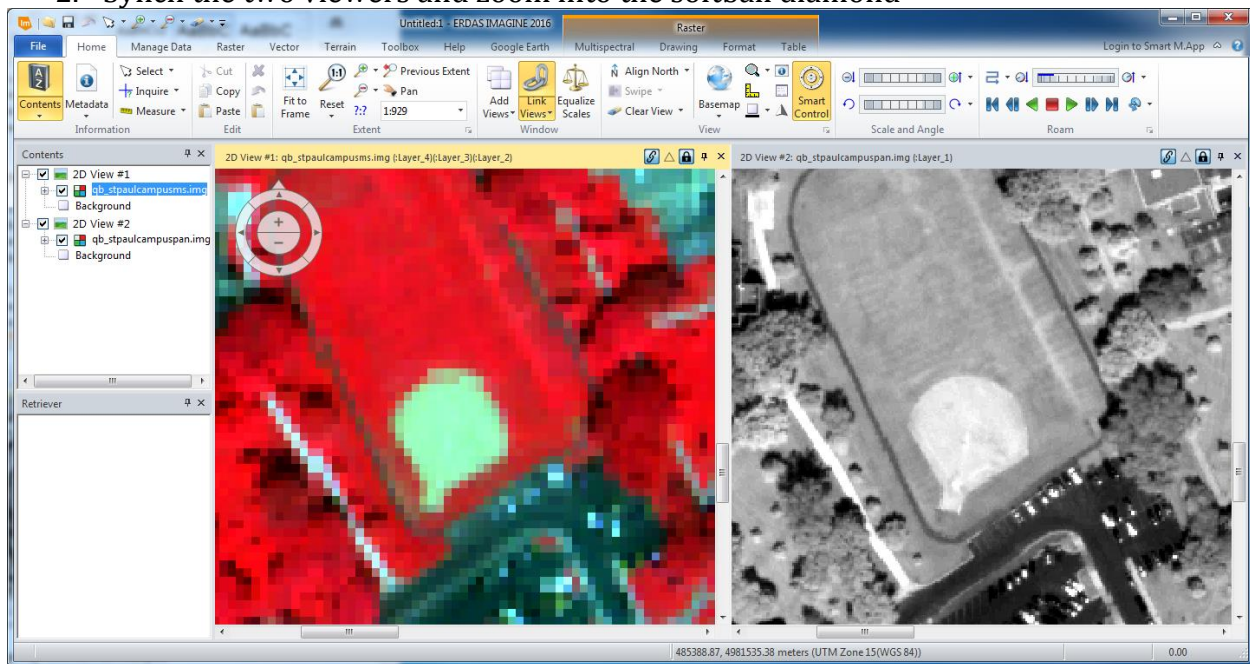 2. Synch the two viewers and zoom into the softball diamond
Untitled:1 - ERDAS IMAGINE 2016
Raster
File Home Manage Data Raster Vector Terrain Toolbox Help Google Earth Multispectral Drawing Format Table Login to Smart M.App
Contents
Metadata
Select
Inquire
Measure
Information
Cut
Copy
Paste
Edit
Fit to Frame
Reset
Previous Extent
Pan
?:?
1:929
Extent
Add Views
Link Views
Equalize Scales
Window
Align North
Swipe
Clear View
Basemap
Smart Control
View
Scale and Angle
Roam
Contents
2D View #1
qb_stpaulcampusms.img
Background
2D View #2
qb_stpaulcampuspan.img
Background
Retriever
2D View #1: qb_stpaulcampusms.img (:Layer_4)(:Layer_3)(:Layer_2)
2D View #2: qb_stpaulcampuspan.img (:Layer_1)
485388.87, 4981535.38 meters (UTM Zone 15(WGS 84))
0.00